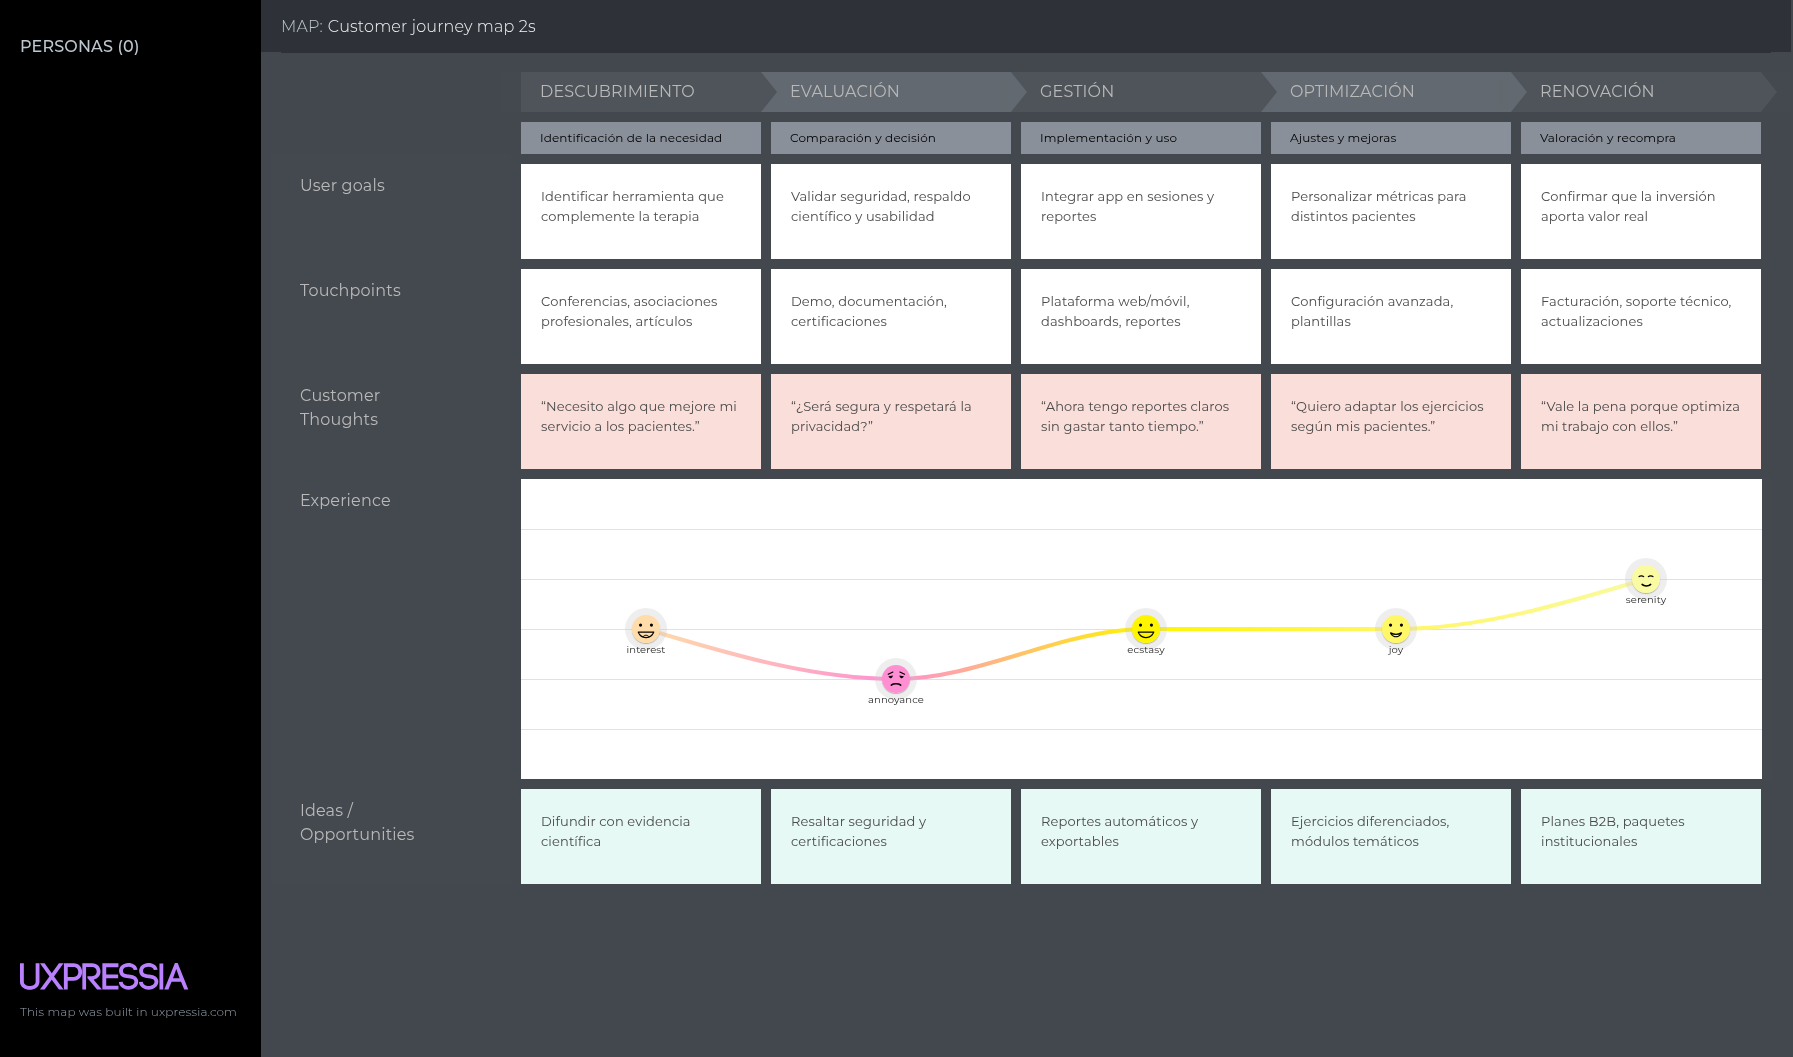 PERSONAS (0)
MAP: Customer journey map 2s
DESCUBRIMIENTO
EVALUACIÓN
GESTIÓN
OPTIMIZACIÓN
RENOVACIÓN
Identificación de la necesidad
Comparación y decisión
Implementación y uso
Ajustes y mejoras
Valoración y recompra
User goals
Identificar herramienta que
complemente la terapia
Validar seguridad, respaldo
científico y usabilidad
Integrar app en sesiones y
reportes
Personalizar métricas para
distintos pacientes
Confirmar que la inversión
aporta valor real
Touchpoints
Conferencias, asociaciones
profesionales, artículos
Demo, documentación,
certificaciones
Plataforma web/móvil,
dashboards, reportes
Configuración avanzada,
plantillas
Facturación, soporte técnico,
actualizaciones
Customer
Thoughts
“Necesito algo que mejore mi
servicio a los pacientes.”
“¿Será segura y respetará la
privacidad?”
“Ahora tengo reportes claros
sin gastar tanto tiempo.”
“Quiero adaptar los ejercicios
según mis pacientes.”
“Vale la pena porque optimiza
mi trabajo con ellos.”
Experience
interest
annoyance
ecstasy
joy
serenity
Ideas /
Opportunities
Difundir con evidencia
científica
Resaltar seguridad y
certificaciones
Reportes automáticos y
exportables
Ejercicios diferenciados,
módulos temáticos
Planes B2B, paquetes
institucionales
UXPRESSIA
This map was built in uxpressia.com